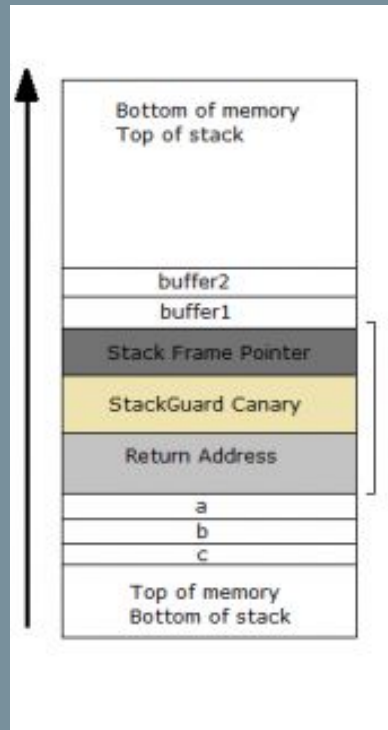 Bottom of memory
Top of stack
buffer2
buffer1
Stack Frame Pointer
StackGuard Canary
Return Address
a
b
c
Top of memory
Bottom of stack